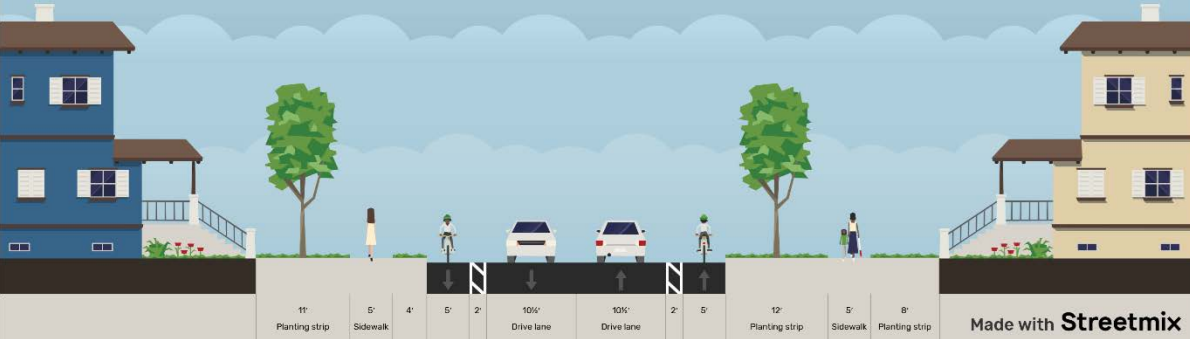 11' 5' 4' 5' 2' 10½' 10½' 2' 5' 12' 5' 8'
Planting strip Sidewalk Drive lane Drive lane Planting strip Sidewalk Planting strip
Made with Streetmix